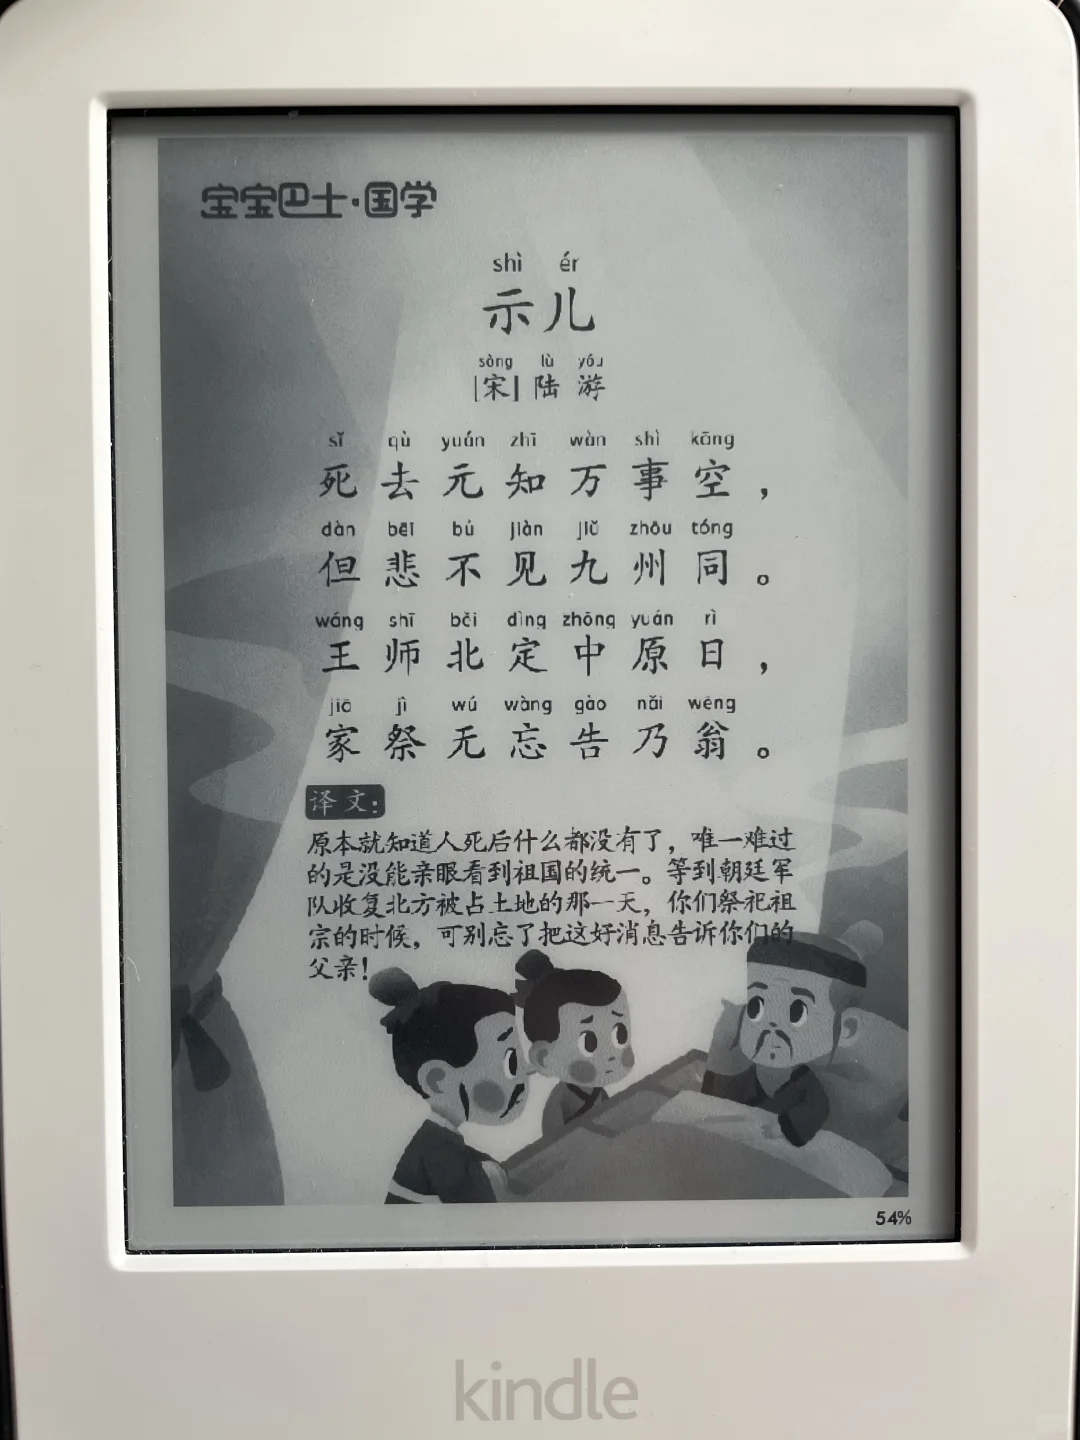 宝宝巴士·国学
shì ér
示儿
sòng lù yóu
[宋] 陆 游
sǐ qù yuán zhī wàn shì kōng
死 去 元 知 万 事 空 ，
dàn bēi bú jiàn jiǔ zhōu tóng
但 悲 不 见 九 州 同 。
wáng shī běi dìng zhōng yuán rì
王 师 北 定 中 原 日 ，
jiā jì wú wàng gào nǎi wēng
家 祭 无 忘 告 乃 翁 。
译 文：
原本就知道人死后什么都没有了，唯一难过
的是没能亲眼看到祖国的统一。等到朝廷军
队收复北方被占土地的那一天，你们祭祀祖
宗的时候，可别忘了把这好消息告诉你们的
父亲！
54%
kindle